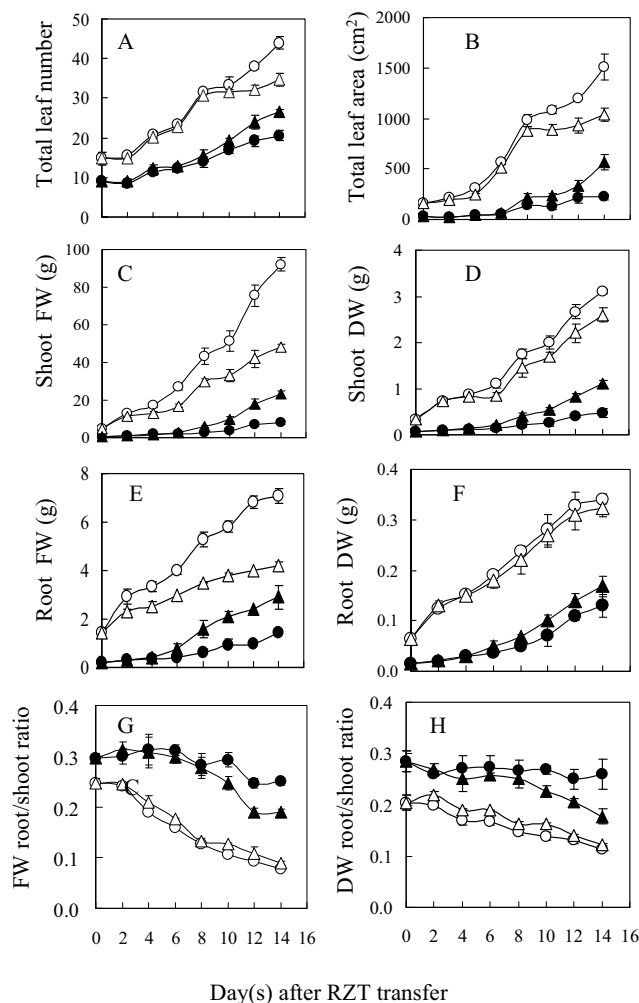 A
Total leaf number
50
40
30
20
10
0
B
Total leaf area (cm²)
2000
1500
1000
500
0
C
Shoot FW (g)
100
80
60
40
20
0
D
Shoot DW (g)
4
3
2
1
0
E
Root FW (g)
8
6
4
2
0
F
Root DW (g)
0.4
0.3
0.2
0.1
0.0
G
FW root/shoot ratio
0.4
0.3
0.2
0.1
0.0
0 2 4 6 8 10 12 14 16
H
DW root/shoot ratio
0.4
0.3
0.2
0.1
0.0
0 2 4 6 8 10 12 14 16
Day(s) after RZT transfer